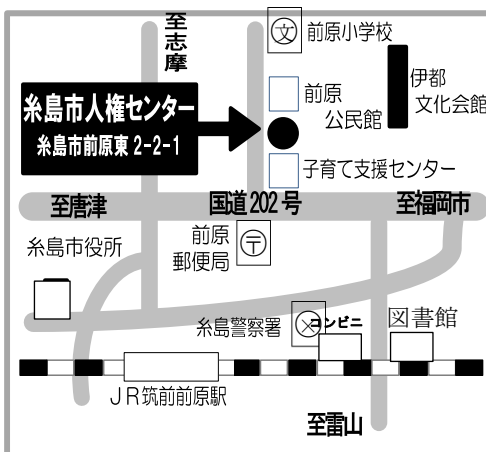 至志摩
文
前原小学校
伊都
文化会館
糸島市人権センター
糸島市前原東2-2-1
前原
公民館
子育て支援センター
至唐津
国道202号
至福岡市
前原
郵便局
〒
糸島市役所
糸島警察署
コンビニ
図書館
JR筑前前原駅
至雷山